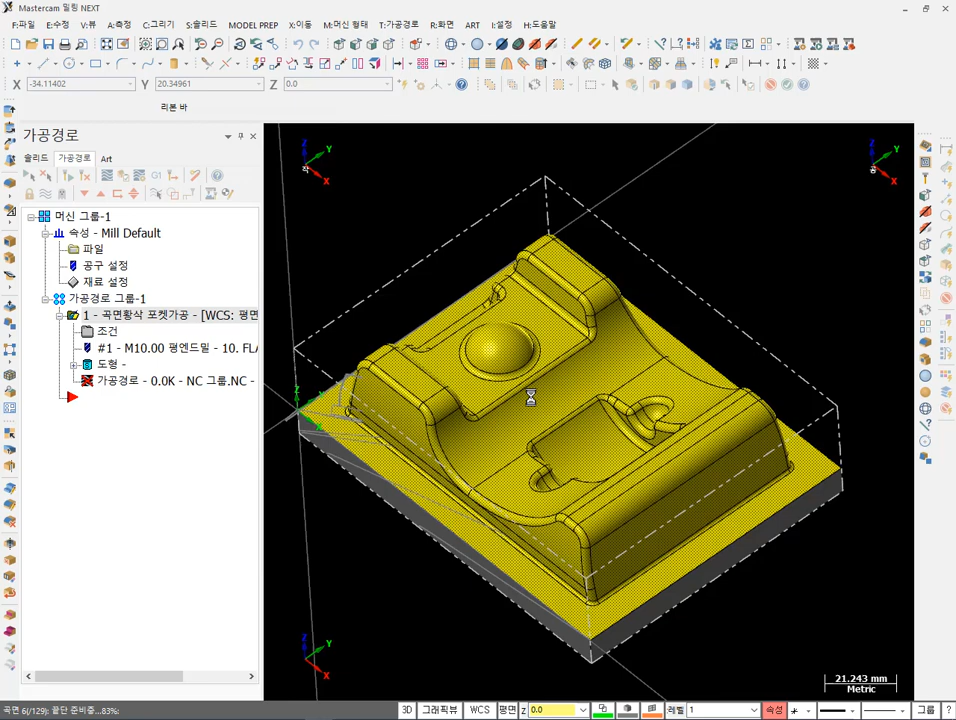 Mastercam 밀링 NEXT
F:파일 E:수정 V:뷰 A:측정 C:그리기 S:솔리드 MODEL PREP X:이동 M:머신 형태 T:가공경로 R:화면 ART I:설정 H:도움말
X -34.11402 Y 20.34961 Z 0.0
리본 바
가공경로
솔리드 가공경로 Art
G1
머신 그룹-1
속성 - Mill Default
파일
공구 설정
재료 설정
가공경로 그룹-1
1 - 곡면황삭 포켓가공 - [WCS: 평면
조건
#1 - M10.00 평엔드밀 - 10. FLA
도형 -
가공경로 - 0.0K - NC 그룹.NC -
Z Y X
Z Y X
Z
Z Y X
21.243 mm
Metric
곡면 6(/129): 끝단 준비중...83%: 3D 그래픽뷰 WCS 평면 Z 0.0 레벨 1 속성 그룹 ?